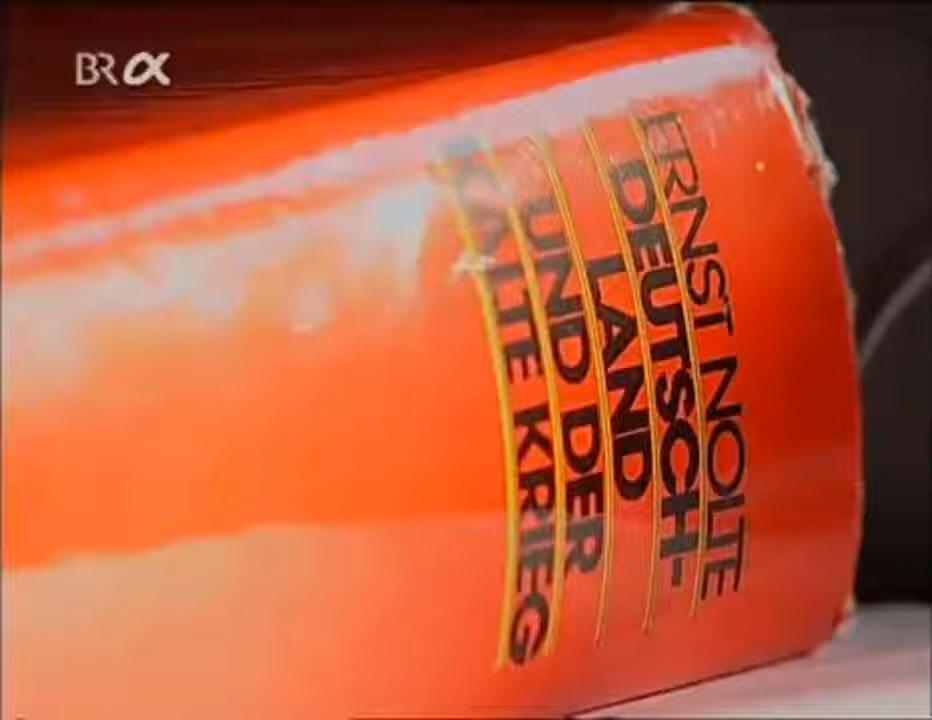 BR α
ERNST NOLTE
DEUTSCH-
LAND
UND DER
KALTE KRIEG